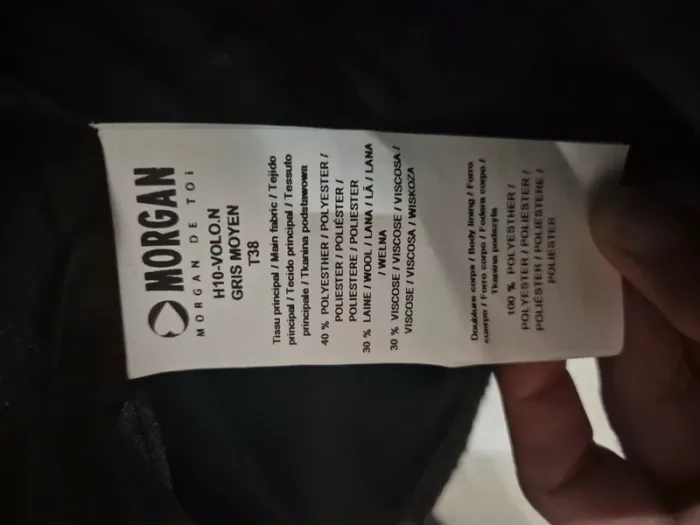 MORGAN
MORGAN DE TOI
H10-VOLO.N
GRIS MOYEN
T38
Tissu principal / Main fabric / Tejido
principal / Tecido principal / Tessuto
principale / Tkanina podstawowa
40 % POLYESTHER / POLYESTER /
POLIESTER / POLIÉSTER /
POLIESTERE / POLIESTER
30 % LAINE / WOOL / LANA / LÃ / LANA
/ WELNA
30 % VISCOSE / VISCOSE / VISCOSA /
VISCOSE / VISCOSA / WISKOZA
Doublure corps / Body lining / Forro
cuerpo / Forro corpo / Fodera corpo /
Tkanina podszyta
100 % POLYESTHER /
POLYESTER / POLIESTER /
POLIÉSTER / POLIESTERE /
POLIESTER